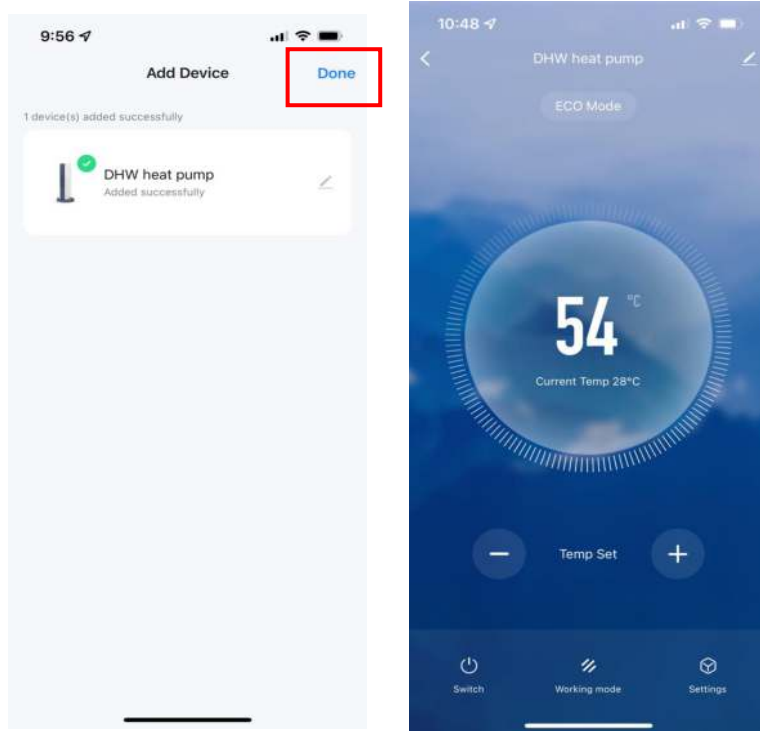 9:56
Add Device
Done
1 device(s) added successfully
DHW heat pump
Added successfully
10:48
DHW heat pump
ECO Mode
54 °C
Current Temp 28°C
− Temp Set +
Switch Working mode Settings